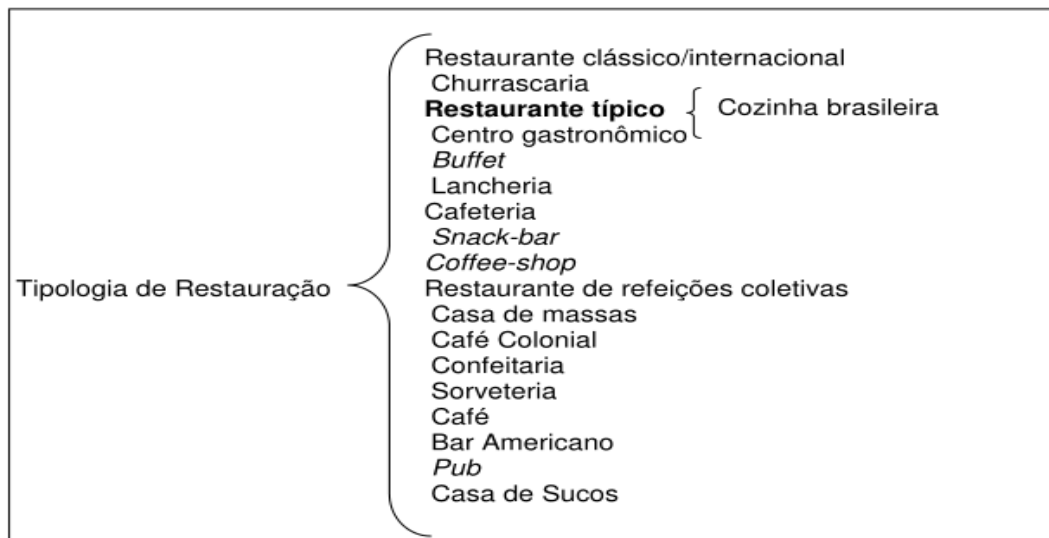 Restaurante clássico/internacional
Churrascaria
Restaurante típico Cozinha brasileira
Centro gastronômico
Buffet
Lancheria
Cafeteria
Snack-bar
Coffee-shop
Tipologia de Restauração Restaurante de refeições coletivas
Casa de massas
Café Colonial
Confeitaria
Sorveteria
Café
Bar Americano
Pub
Casa de Sucos